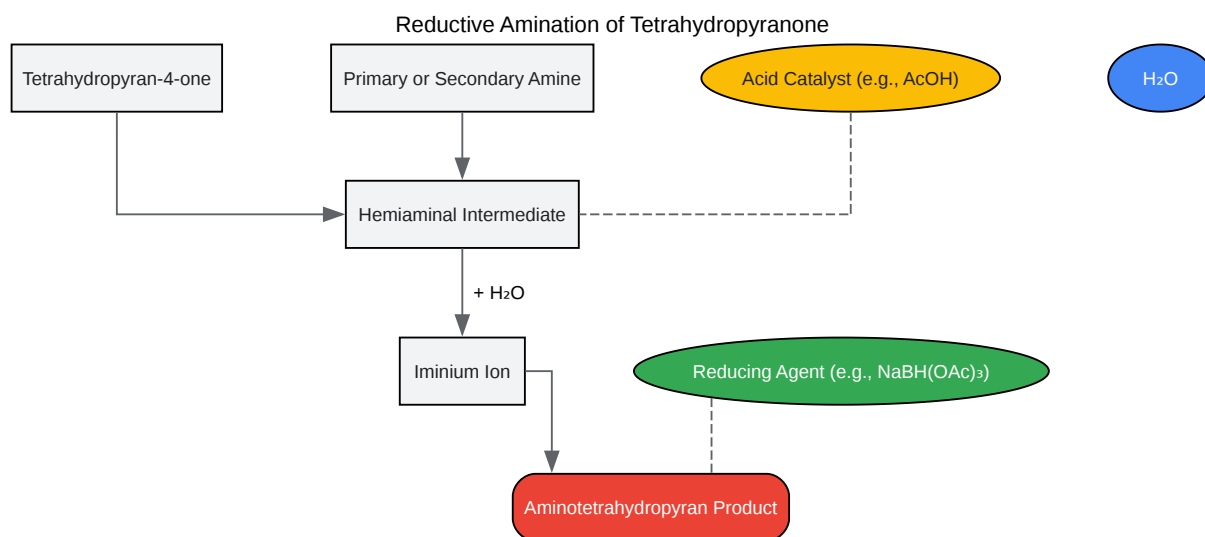 Reductive Amination of Tetrahydropyranone
Tetrahydropyran-4-one
Primary or Secondary Amine
Acid Catalyst (e.g., AcOH)
H₂O
Hemiaminal Intermediate
+ H₂O
Iminium Ion
Reducing Agent (e.g., NaBH(OAc)₃)
Aminotetrahydropyran Product